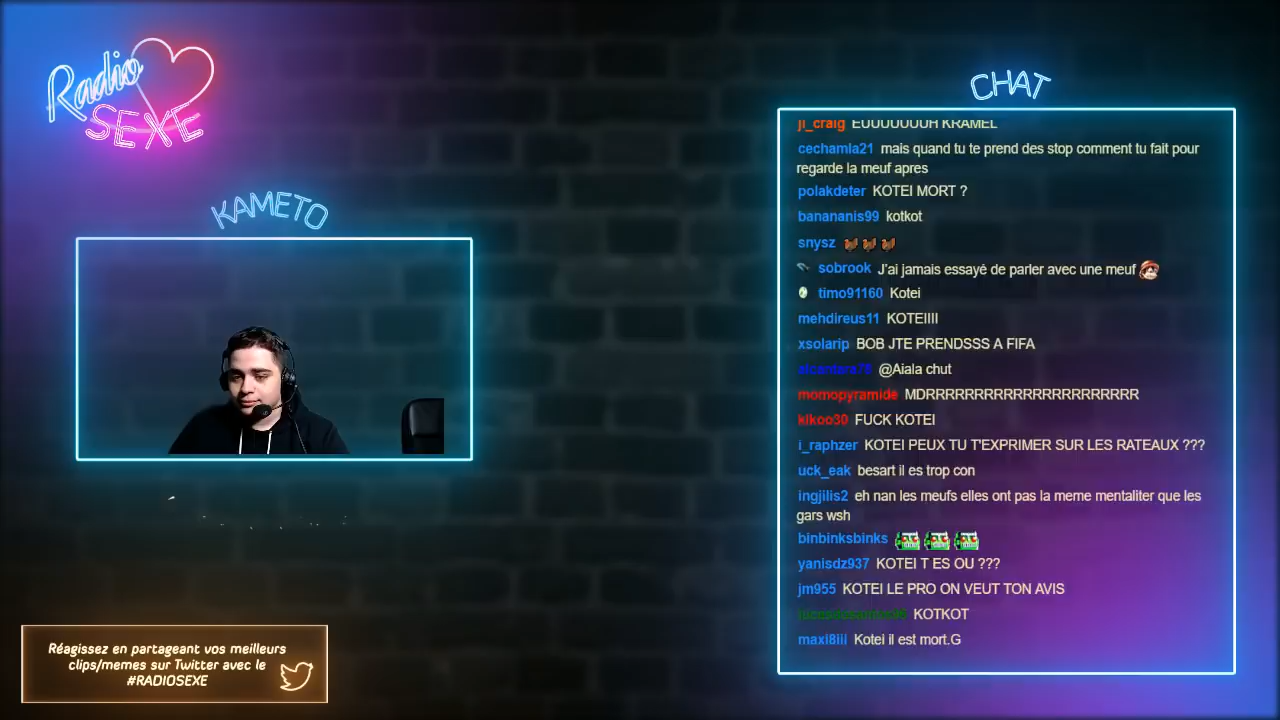 Radio
SEXE
KAMETO
Réagissez en partageant vos meilleurs
clips/memes sur Twitter avec le
#RADIOSEXE
CHAT
ji_craig EUUUUUUH KRAMEL
cechamla21 mais quand tu te prend des stop comment tu fait pour
regarde la meuf apres
polakdeter KOTEI MORT ?
banananis99 kotkot
snysz
sobrook J'ai jamais essayé de parler avec une meuf
timo91160 Kotei
mehdireus11 KOTEIIII
xsolarip BOB JTE PRENDSSS A FIFA
alcantara78 @Aiala chut
momopyramide MDRRRRRRRRRRRRRRRRRRRRRR
kikoo30 FUCK KOTEI
i_raphzer KOTEI PEUX TU T'EXPRIMER SUR LES RATEAUX ???
uck_eak besart il es trop con
ingjilis2 eh nan les meufs elles ont pas la meme mentaliter que les
gars wsh
binbinksbinks
yanisdz937 KOTEI T ES OU ???
jm955 KOTEI LE PRO ON VEUT TON AVIS
KOTKOT
maxi8iii Kotei il est mort.G